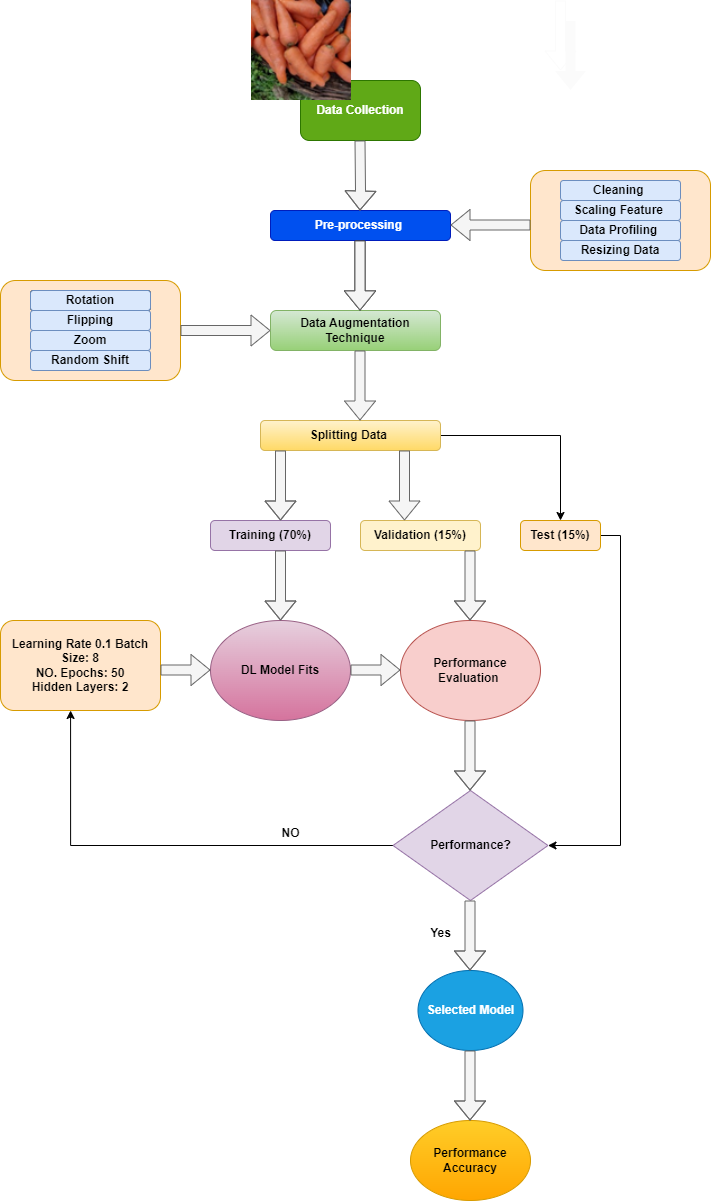 Data Collection
Pre-processing
Cleaning
Scaling Feature
Data Profiling
Resizing Data
Rotation
Flipping
Zoom
Random Shift
Data Augmentation
Technique
Splitting Data
Training (70%)
Validation (15%)
Test (15%)
Learning Rate 0.1 Batch
Size: 8
NO. Epochs: 50
Hidden Layers: 2
DL Model Fits
Performance
Evaluation
NO
Performance?
Yes
Selected Model
Performance
Accuracy